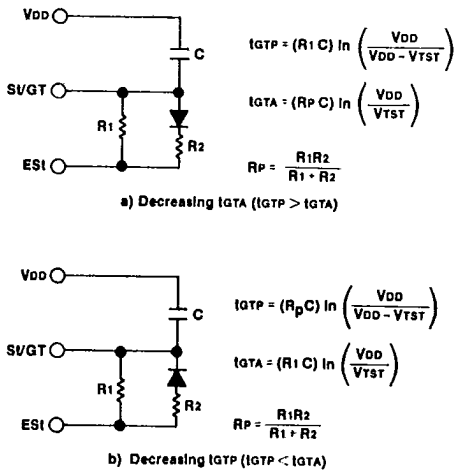 VDD
C
tGTP = (R1 C) ln (VDD / (VDD - VTST))
St/GT
tGTA = (RP C) ln (VDD / VTST)
R1
R2
RP = R1R2 / (R1 + R2)
ESt
a) Decreasing tGTA (tGTP > tGTA)
VDD
C
tGTP = (RpC) ln (VDD / (VDD - VTST))
St/GT
tGTA = (R1 C) ln (VDD / VTST)
R1
R2
RP = R1R2 / (R1 + R2)
ESt
b) Decreasing tGTP (tGTP < tGTA)